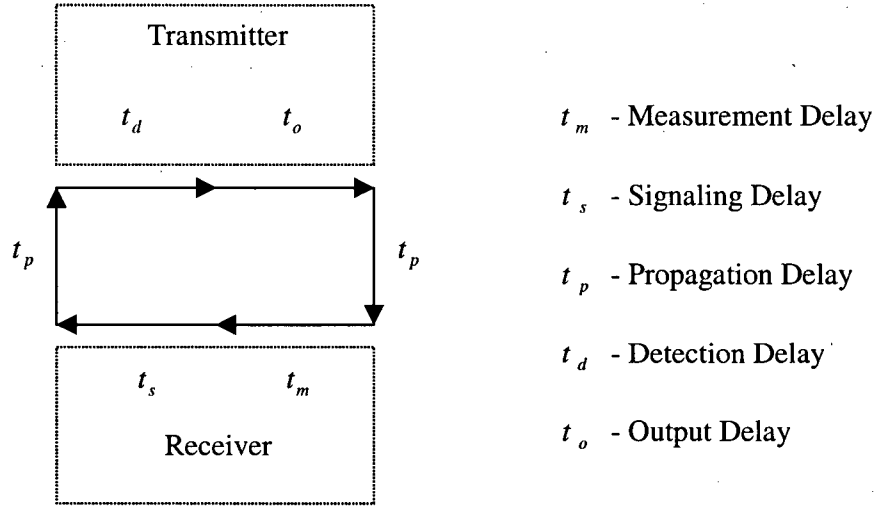 Transmitter
t_d t_o
t_p t_p
t_s t_m
Receiver
t_m - Measurement Delay
t_s - Signaling Delay
t_p - Propagation Delay
t_d - Detection Delay
t_o - Output Delay